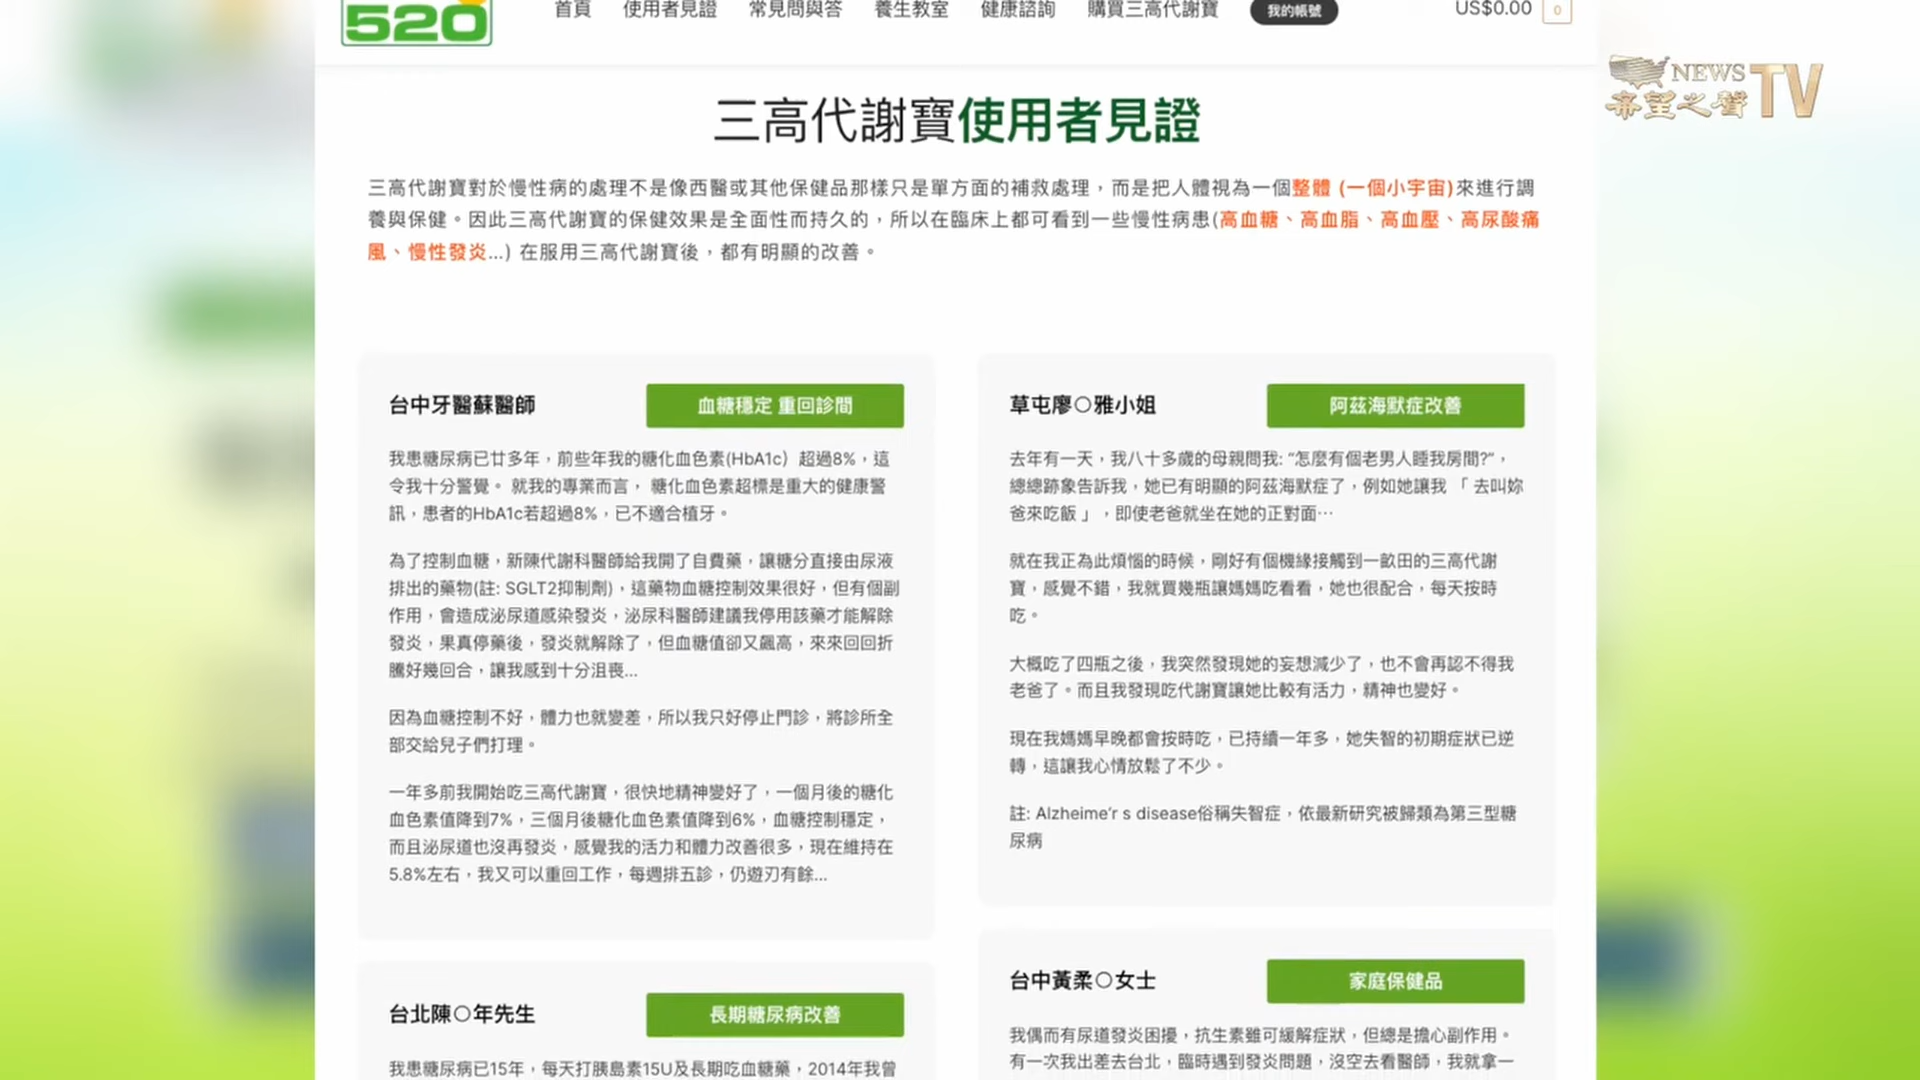 520
首頁 使用者見證 常見問與答 養生教室 健康諮詢 購買三高代謝寶 我的帳號 US$0.00 0
NEWS
希望之聲TV
三高代謝寶使用者見證
三高代謝寶對於慢性病的處理不是像西醫或其他保健品那樣只是單方面的補救處理，而是把人體視為一個整體 (一個小宇宙)來進行調
養與保健。因此三高代謝寶的保健效果是全面性而持久的，所以在臨床上都可看到一些慢性病患(高血糖、高血脂、高血壓、高尿酸痛
風、慢性發炎...) 在服用三高代謝寶後，都有明顯的改善。
台中牙醫蘇醫師
血糖穩定 重回診間
我患糖尿病已廿多年，前些年我的糖化血色素(HbA1c）超過8%，這
令我十分警覺。 就我的專業而言， 糖化血色素超標是重大的健康警
訊，患者的HbA1c若超過8%，已不適合植牙。
為了控制血糖，新陳代謝科醫師給我開了自費藥，讓糖分直接由尿液
排出的藥物(註: SGLT2抑制劑)，這藥物血糖控制效果很好，但有個副
作用，會造成泌尿道感染發炎，泌尿科醫師建議我停用該藥才能解除
發炎，果真停藥後，發炎就解除了，但血糖值卻又飆高，來來回回折
騰好幾回合，讓我感到十分沮喪...
因為血糖控制不好，體力也就變差，所以我只好停止門診，將診所全
部交給兒子們打理。
一年多前我開始吃三高代謝寶，很快地精神變好了，一個月後的糖化
血色素值降到7%，三個月後糖化血色素值降到6%，血糖控制穩定，
而且泌尿道也沒再發炎，感覺我的活力和體力改善很多，現在維持在
5.8%左右，我又可以重回工作，每週排五診，仍遊刃有餘...
台北陳○年先生
長期糖尿病改善
我患糖尿病已15年，每天打胰島素15U及長期吃血糖藥，2014年我曾
草屯廖○雅小姐
阿茲海默症改善
去年有一天，我八十多歲的母親問我: “怎麼有個老男人睡我房間?“，
總總跡象告訴我，她已有明顯的阿茲海默症了，例如她讓我 「 去叫妳
爸來吃飯 」，即使老爸就坐在她的正對面⋯
就在我正為此煩惱的時候，剛好有個機緣接觸到一畝田的三高代謝
寶，感覺不錯，我就買幾瓶讓媽媽吃看看，她也很配合，每天按時
吃。
大概吃了四瓶之後，我突然發現她的妄想減少了，也不會再認不得我
老爸了。而且我發現吃代謝寶讓她比較有活力，精神也變好。
現在我媽媽早晚都會按時吃，已持續一年多，她失智的初期症狀已逆
轉，這讓我心情放鬆了不少。
註: Alzheime’r s disease俗稱失智症，依最新研究被歸類為第三型糖
尿病
台中黃柔○女士
家庭保健品
我偶而有尿道發炎困擾，抗生素雖可緩解症狀，但總是擔心副作用。
有一次我出差去台北，臨時遇到發炎問題，沒空去看醫師，我就拿一